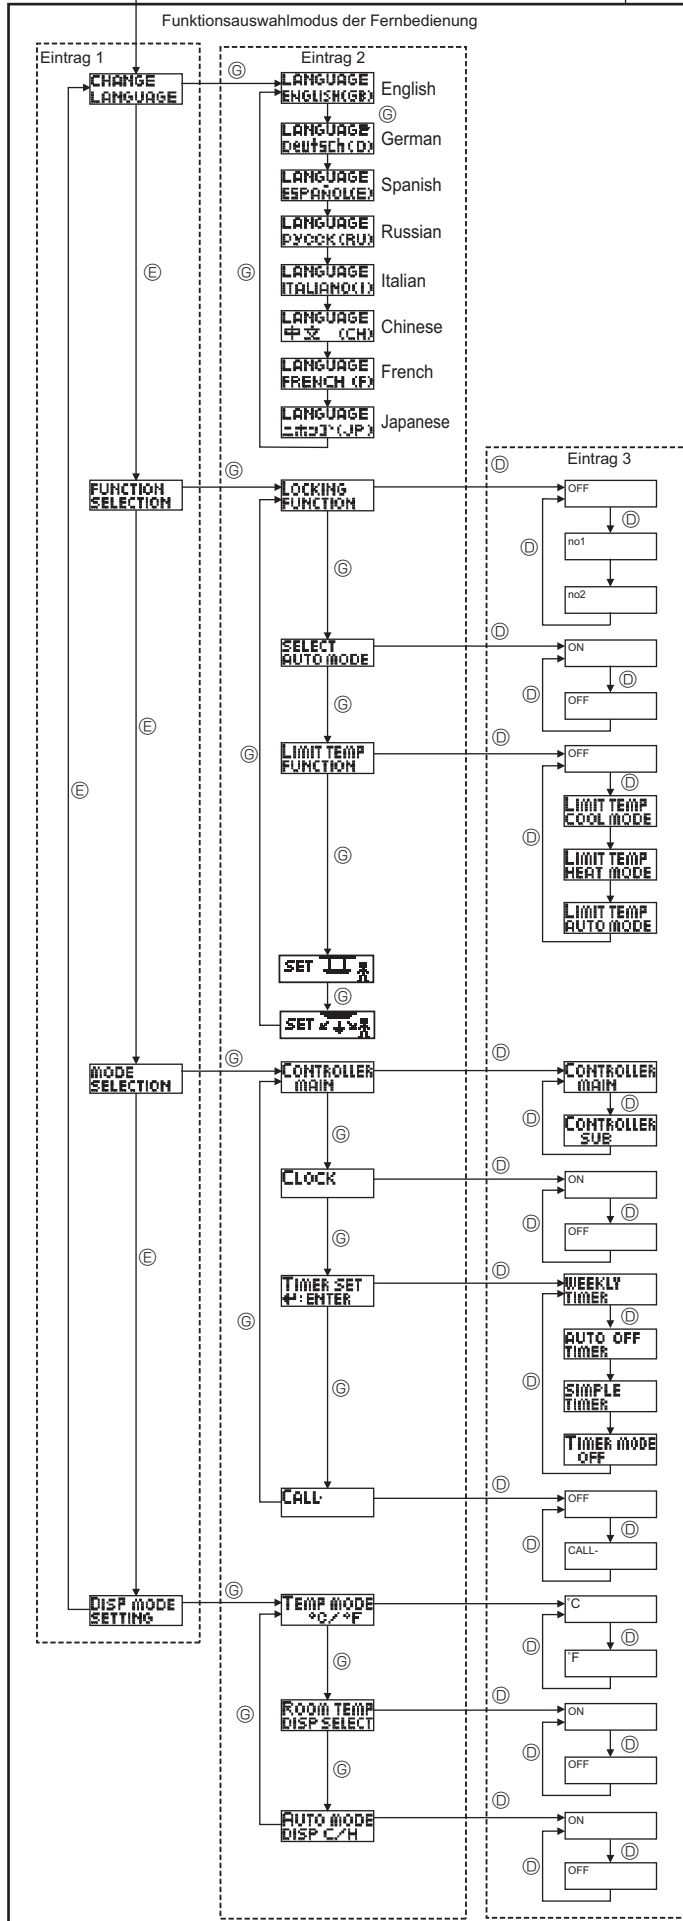 Funktionsauswahlmodus der Fernbedienung
Eintrag 1
Eintrag 2
CHANGE
LANGUAGE
Ⓖ
LANGUAGE
ENGLISH(GB)
English
Ⓖ
LANGUAGE
Deutsch(D)
German
LANGUAGE
ESPAÑOL(E)
Spanish
LANGUAGE
РУССК(RU)
Russian
Ⓔ
Ⓖ
LANGUAGE
ITALIANO(I)
Italian
LANGUAGE
中文 (CH)
Chinese
LANGUAGE
FRENCH (F)
French
LANGUAGE
ニホンゴ(JP)
Japanese
Eintrag 3
FUNCTION
SELECTION
Ⓖ
LOCKING
FUNCTION
Ⓓ
OFF
Ⓓ
Ⓓ
no1
no2
Ⓖ
SELECT
AUTO MODE
Ⓓ
ON
Ⓓ
Ⓓ
OFF
Ⓔ
Ⓖ
Ⓖ
LIMIT TEMP
FUNCTION
Ⓓ
OFF
Ⓓ
Ⓔ
LIMIT TEMP
COOL MODE
Ⓓ
LIMIT TEMP
HEAT MODE
Ⓖ
LIMIT TEMP
AUTO MODE
SET
Ⓖ
SET
MODE
SELECTION
Ⓖ
CONTROLLER
MAIN
Ⓓ
CONTROLLER
MAIN
Ⓓ
Ⓓ
CONTROLLER
SUB
Ⓖ
CLOCK
Ⓓ
ON
Ⓓ
Ⓓ
OFF
Ⓔ
Ⓖ
TIMER SET
↵:ENTER
Ⓓ
WEEKLY
TIMER
Ⓖ
Ⓓ
AUTO OFF
TIMER
Ⓓ
Ⓖ
SIMPLE
TIMER
TIMER MODE
OFF
CALL-
Ⓓ
OFF
Ⓓ
Ⓓ
CALL-
DISP MODE
SETTING
Ⓖ
TEMP MODE
°C/°F
Ⓓ
°C
Ⓓ
Ⓓ
°F
Ⓖ
ROOM TEMP
DISP SELECT
Ⓓ
ON
Ⓖ
Ⓓ
Ⓓ
OFF
Ⓖ
AUTO MODE
DISP C/H
Ⓓ
ON
Ⓓ
Ⓓ
OFF